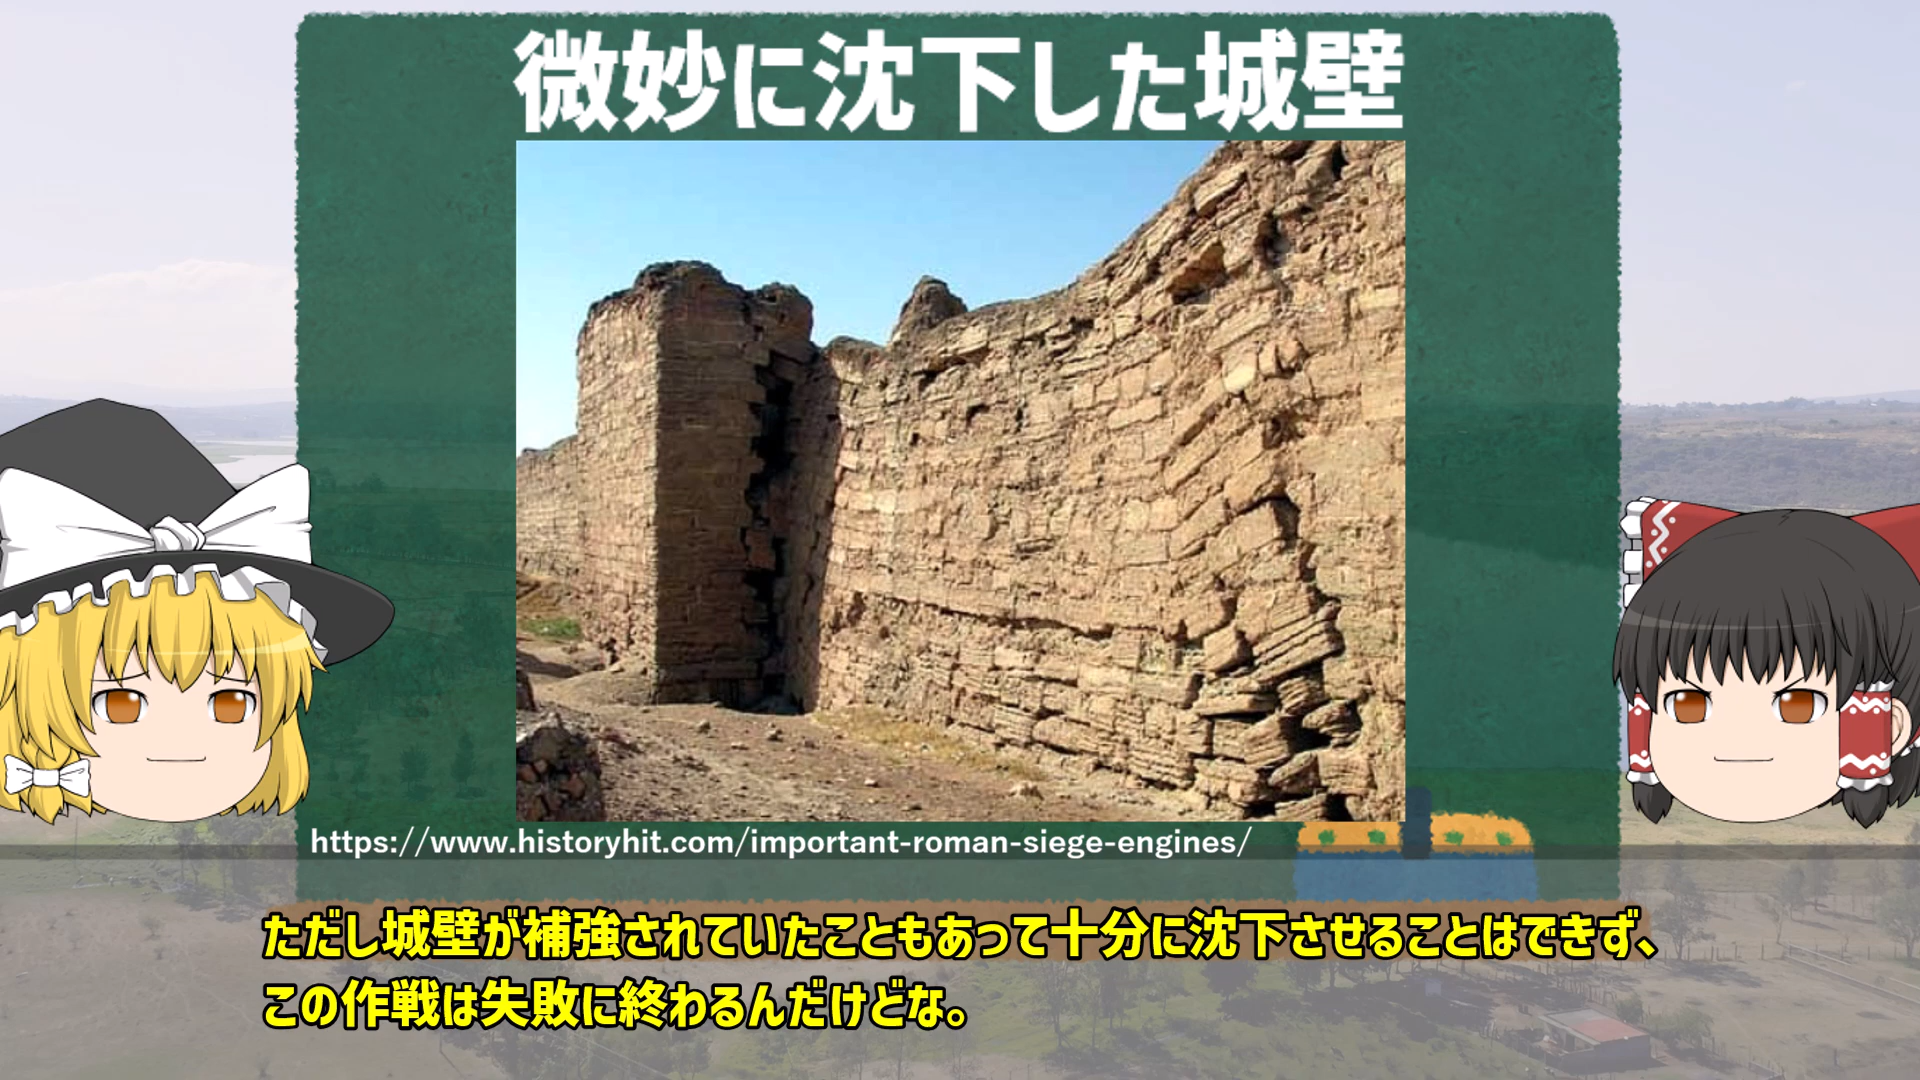 微妙に沈下した城壁
https://www.historyhit.com/important-roman-siege-engines/
ただし城壁が補強されていたこともあって十分に沈下させることはできず、
この作戦は失敗に終わるんだけどな。